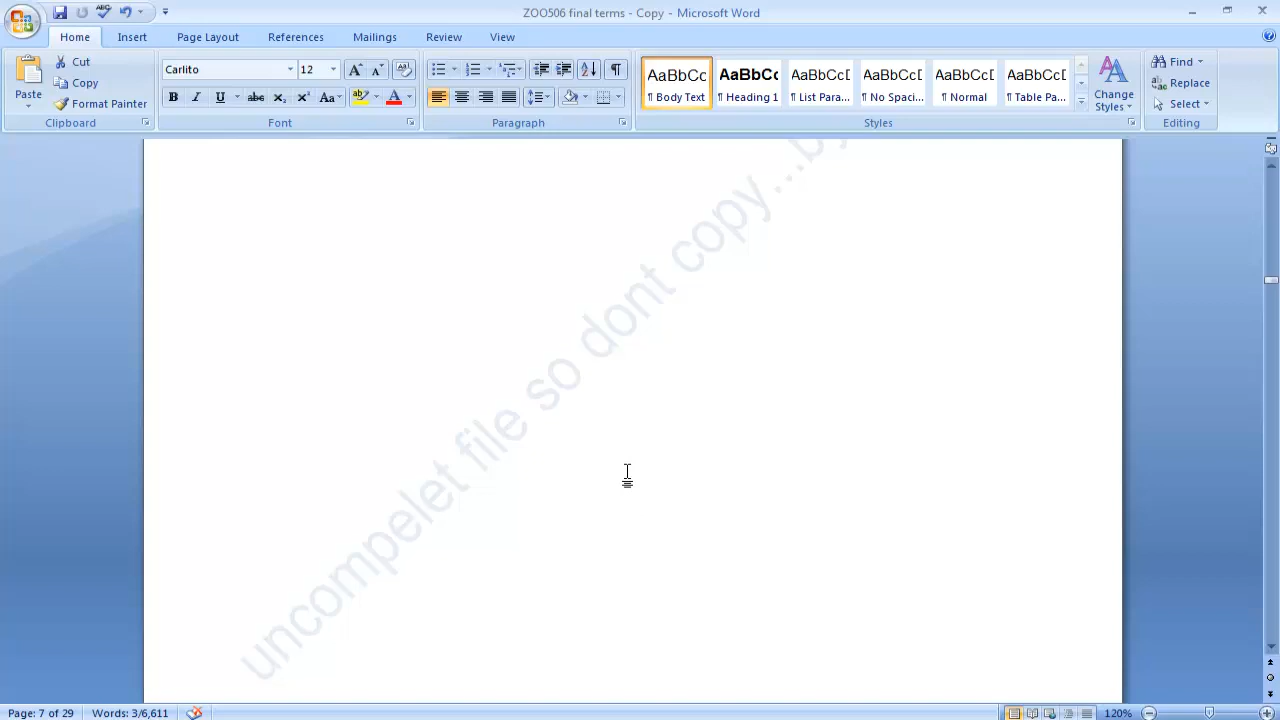 ZOO506 final terms - Copy - Microsoft Word
Home Insert Page Layout References Mailings Review View
Paste Cut Copy Format Painter
Clipboard
Carlito 12
Font
Paragraph
AaBbCc AaBbCc AaBbCcD AaBbCcD AaBbCcD AaBbCcD
¶ Body Text ¶ Heading 1 ¶ List Para... ¶ No Spaci... ¶ Normal ¶ Table Pa...
Change Styles
Styles
Find
Replace
Select
Editing
uncompelet file so dont copy...by
Page: 7 of 29 Words: 3/6,611 120%